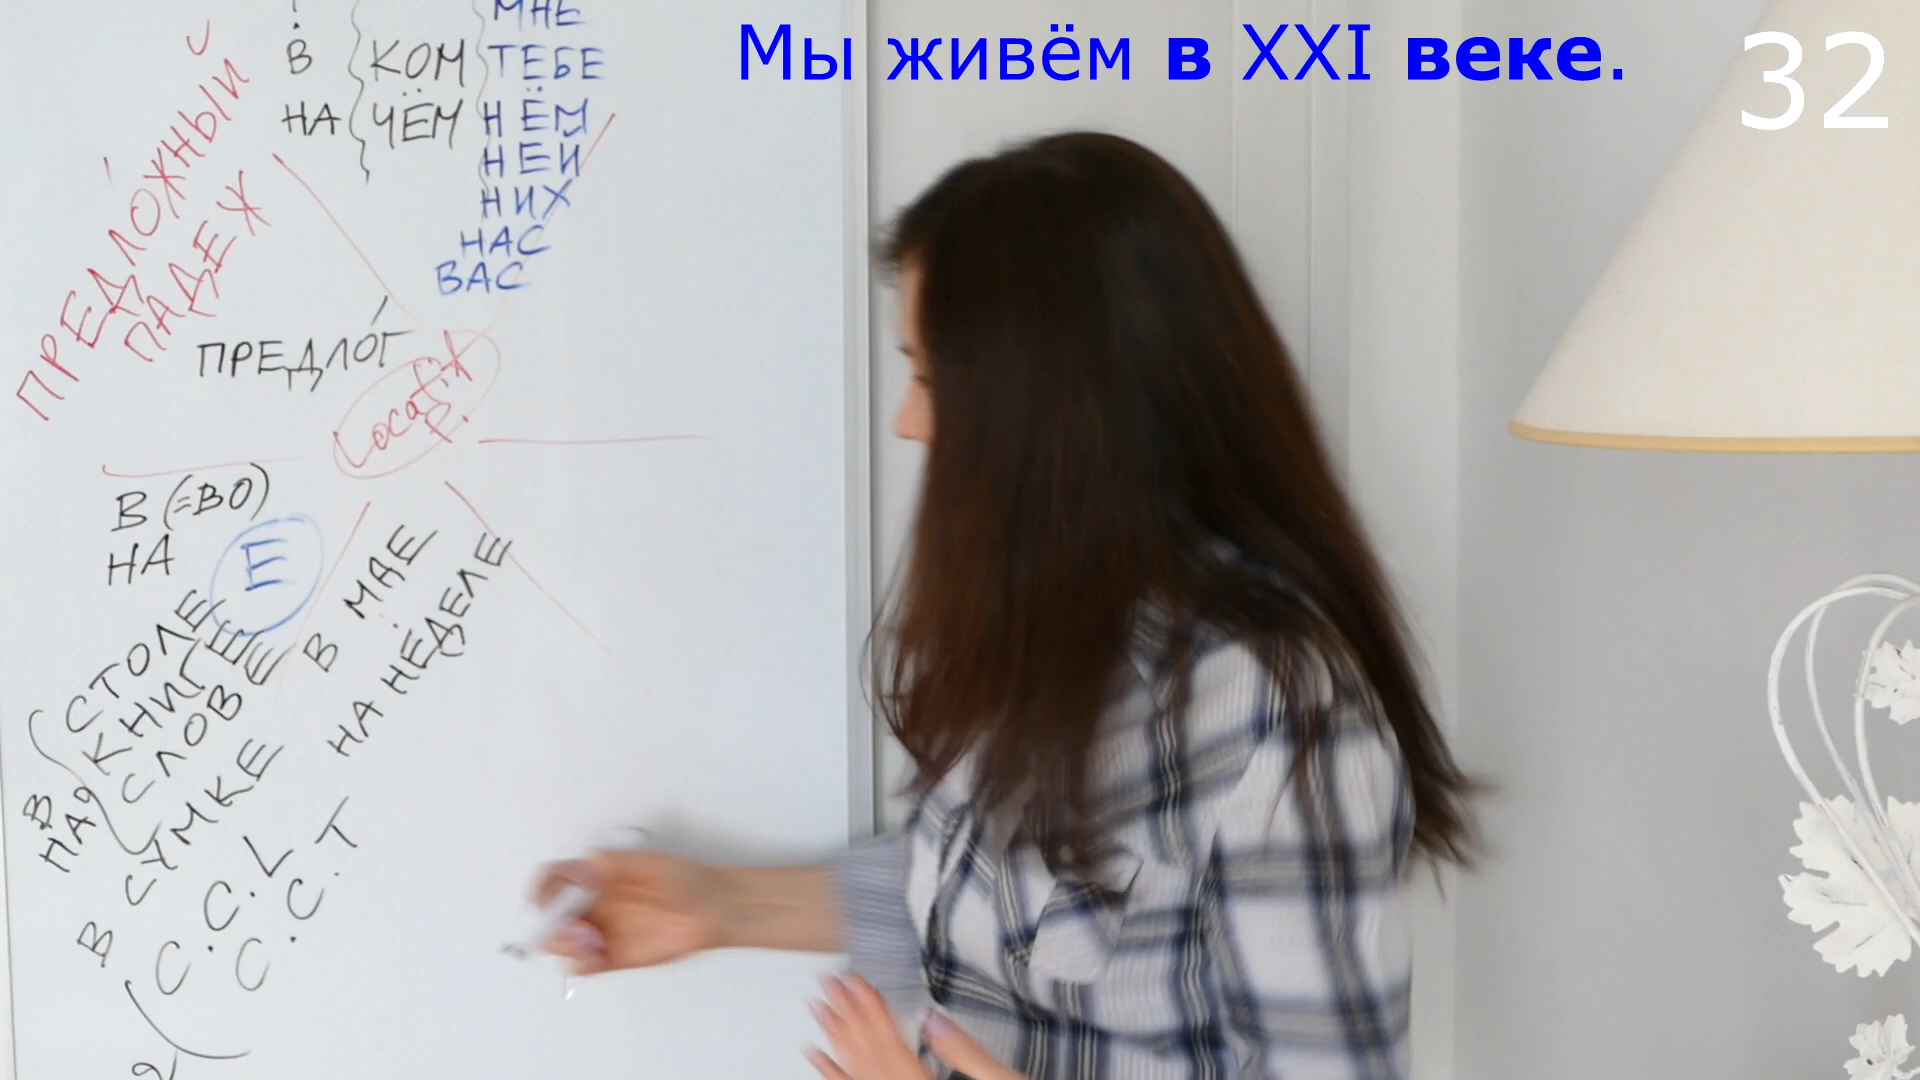 Мы живём в XXI веке.
32
МНЕ
В КОМ ТЕБЕ
НА ЧЁМ НЁМ
НЕЙ
НИХ
НАС
ВАС
ПРЕДЛОЖНЫЙ
ПАДЕЖ
ПРЕДЛО́Г
Locatif
P.
В (=ВО)
НА
Е
В НА
СТОЛЕ
КНИГЕ
СЛОВЕ
В СУМКЕ
В МАЕ
НА НЕДЕЛЕ
С.С.L
С.С.Т